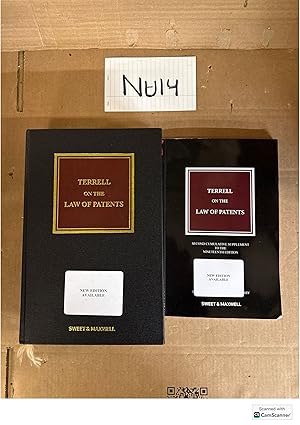 NU14
TERRELL
ON THE
LAW OF PATENTS
NEW EDITION
AVAILABLE
SWEET & MAXWELL
TERRELL
ON THE
LAW OF PATENTS
SECOND CUMULATIVE SUPPLEMENT
TO THE
NINETEENTH EDITION
NEW EDITION
AVAILABLE
SWEET & MAXWELL
Scanned with
CamScanner